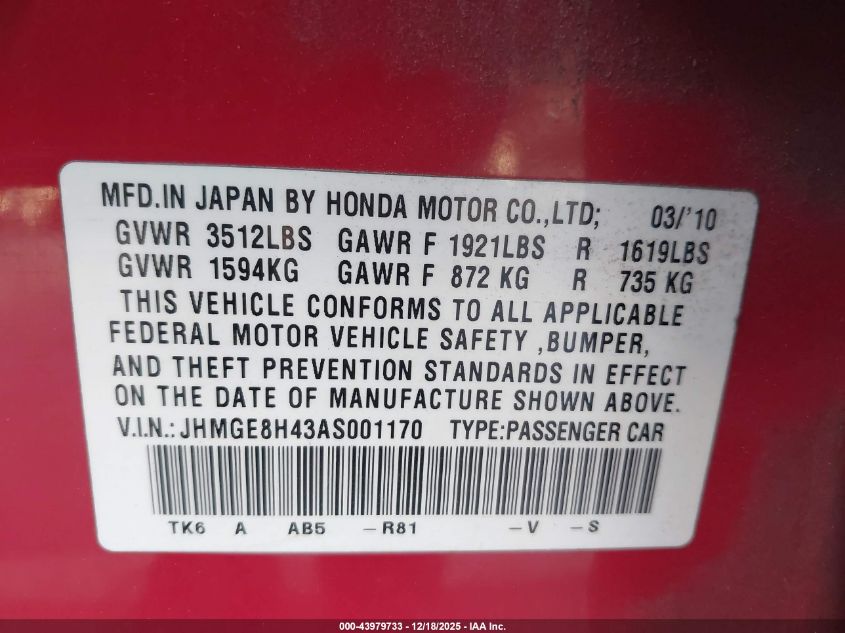 MFD.IN JAPAN BY HONDA MOTOR CO.,LTD; 03/'10
GVWR 3512LBS GAWR F 1921LBS R 1619LBS
GVWR 1594KG GAWR F 872 KG R 735 KG
THIS VEHICLE CONFORMS TO ALL APPLICABLE
FEDERAL MOTOR VEHICLE SAFETY ,BUMPER,
AND THEFT PREVENTION STANDARDS IN EFFECT
ON THE DATE OF MANUFACTURE SHOWN ABOVE.
V.I.N.:JHMGE8H43AS001170 TYPE:PASSENGER CAR
TK6 A AB5 –R81 –V –S
000-43979733 - 12/18/2025 - IAA Inc.